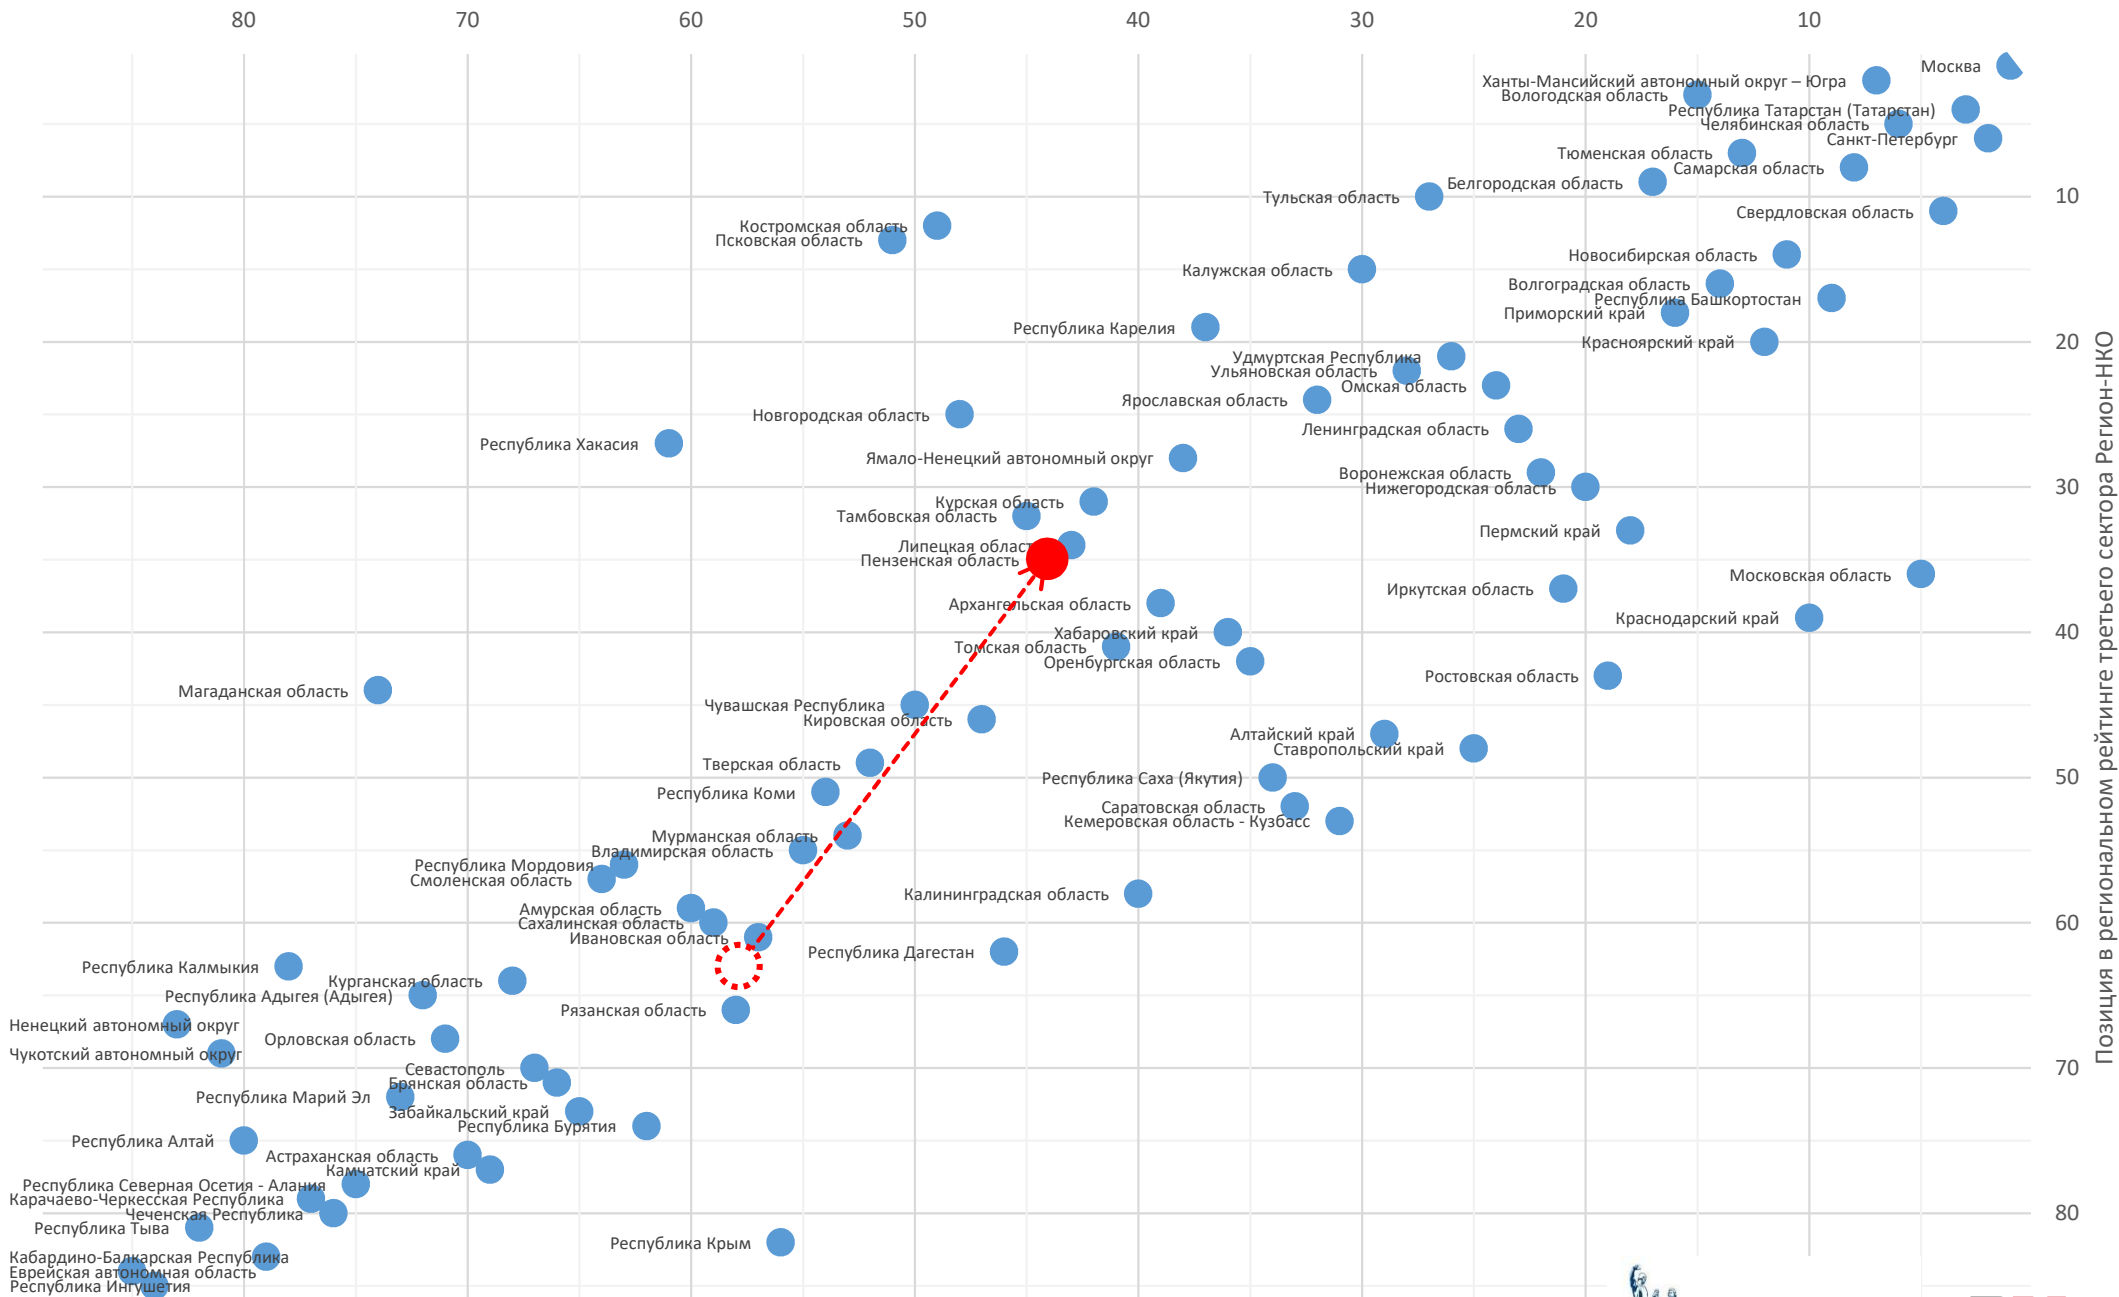 80 70 60 50 40 30 20 10
Москва
Ханты-Мансийский автономный округ – Югра
Вологодская область
Республика Татарстан (Татарстан)
Челябинская область
Санкт-Петербург
Тюменская область
Самарская область
Белгородская область
Тульская область
10
Свердловская область
Костромская область
Псковская область
Новосибирская область
Калужская область
Волгоградская область
Республика Башкортостан
Приморский край
Республика Карелия
Красноярский край
20
Удмуртская Республика
Ульяновская область
Омская область
Ярославская область
Новгородская область
Ленинградская область
Республика Хакасия
Ямало-Ненецкий автономный округ
Воронежская область
Нижегородская область
30
Курская область
Тамбовская область
Пермский край
Липецкая област
Пензенская область
Московская область
Иркутская область
Архангельская область
Краснодарский край
Хабаровский край
40
Томская область
Оренбургская область
Ростовская область
Магаданская область
Чувашская Республика
Кировская область
Алтайский край
Ставропольский край
Тверская область
Республика Саха (Якутия)
50
Республика Коми
Саратовская область
Кемеровская область - Кузбасс
Мурманская область
Владимирская область
Республика Мордовия
Смоленская область
Калининградская область
Амурская область
Сахалинская область
60
Ивановская область
Республика Дагестан
Республика Калмыкия
Курганская область
Республика Адыгея (Адыгея)
Рязанская область
Ненецкий автономный округ
Орловская область
Чукотский автономный округ
Севастополь
70
Брянская область
Республика Марий Эл
Забайкальский край
Республика Бурятия
Республика Алтай
Астраханская область
Камчатский край
Республика Северная Осетия - Алания
Карачаево-Черкесская Республика
Чеченская Республика
80
Республика Тыва
Республика Крым
Кабардино-Балкарская Республика
Еврейская автономная область
Республика Ингушетия
Позиция в региональном рейтинге третьего сектора Регион-НКО